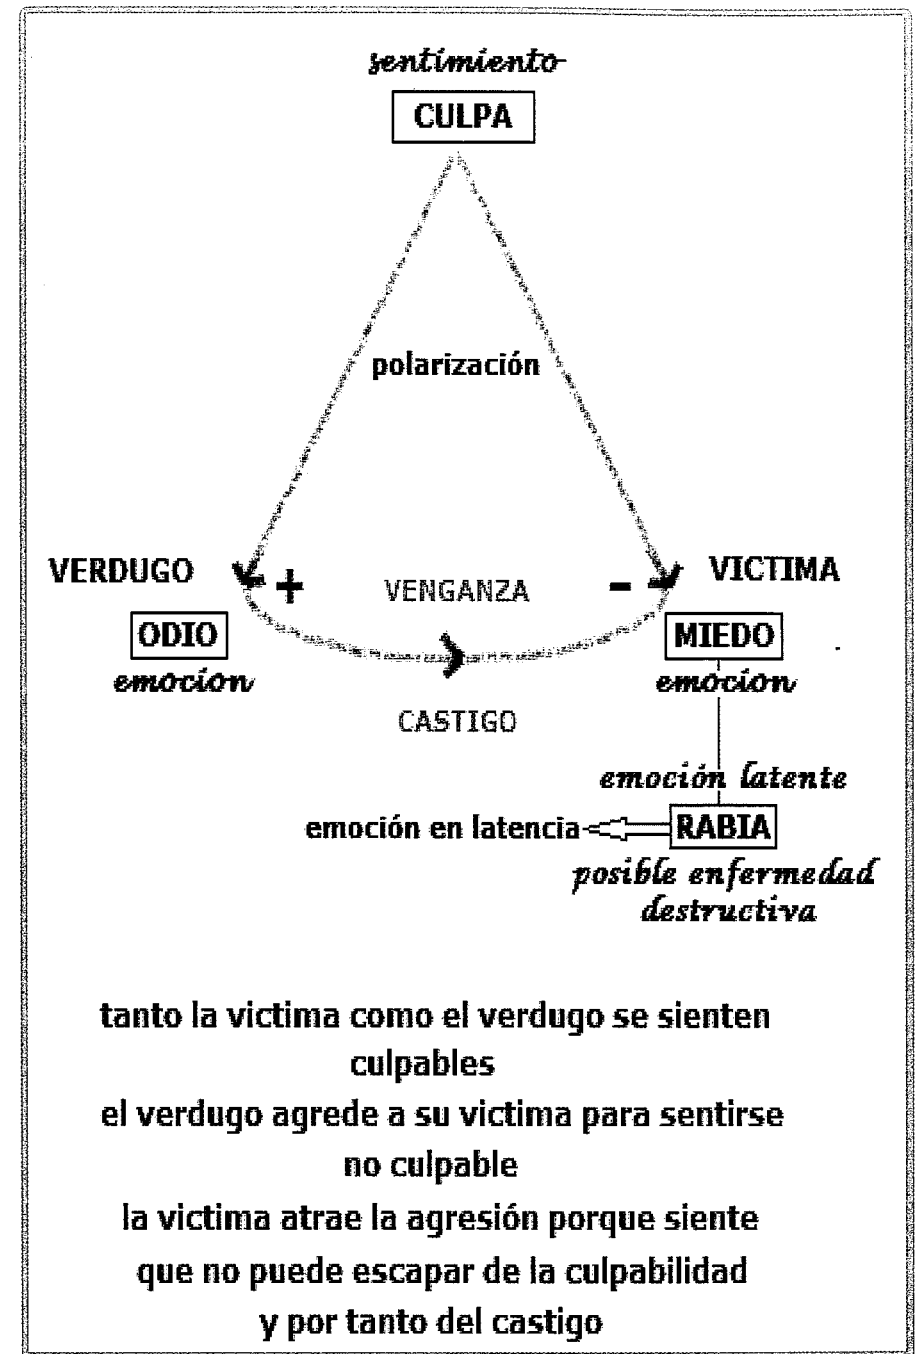 sentimiento
CULPA
polarización
VERDUGO + VENGANZA - VICTIMA
ODIO MIEDO
emocion emocion
CASTIGO
emoción latente
emoción en latencia RABIA
posible enfermedad
destructiva
tanto la victima como el verdugo se sienten
culpables
el verdugo agrede a su victima para sentirse
no culpable
la victima atrae la agresión porque siente
que no puede escapar de la culpabilidad
y por tanto del castigo